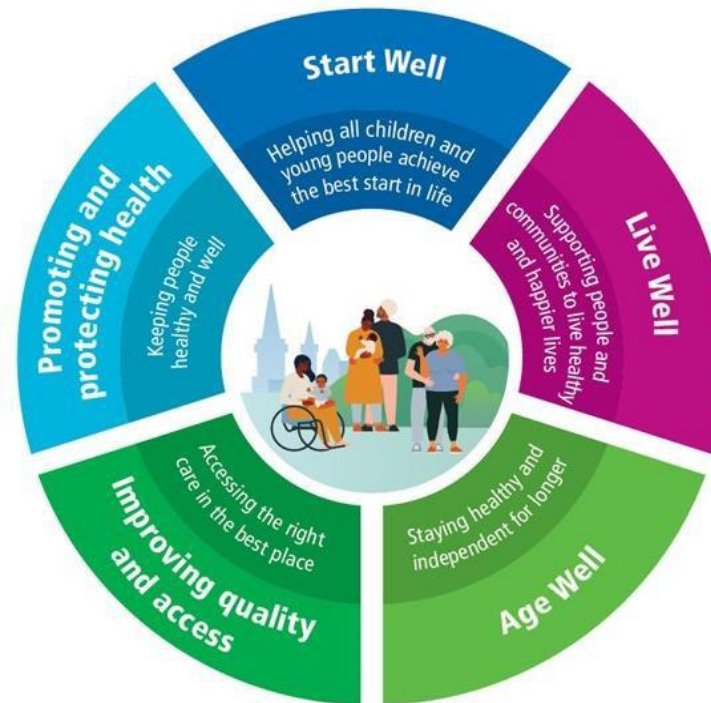 Start Well
Helping all children and
young people achieve
the best start in life
Live Well
Supporting people and
communities to live healthy
and happier lives
Age Well
Staying healthy and
independent for longer
Improving quality
and access
Accessing the right
care in the best place
Promoting and
protecting health
Keeping people
healthy and well